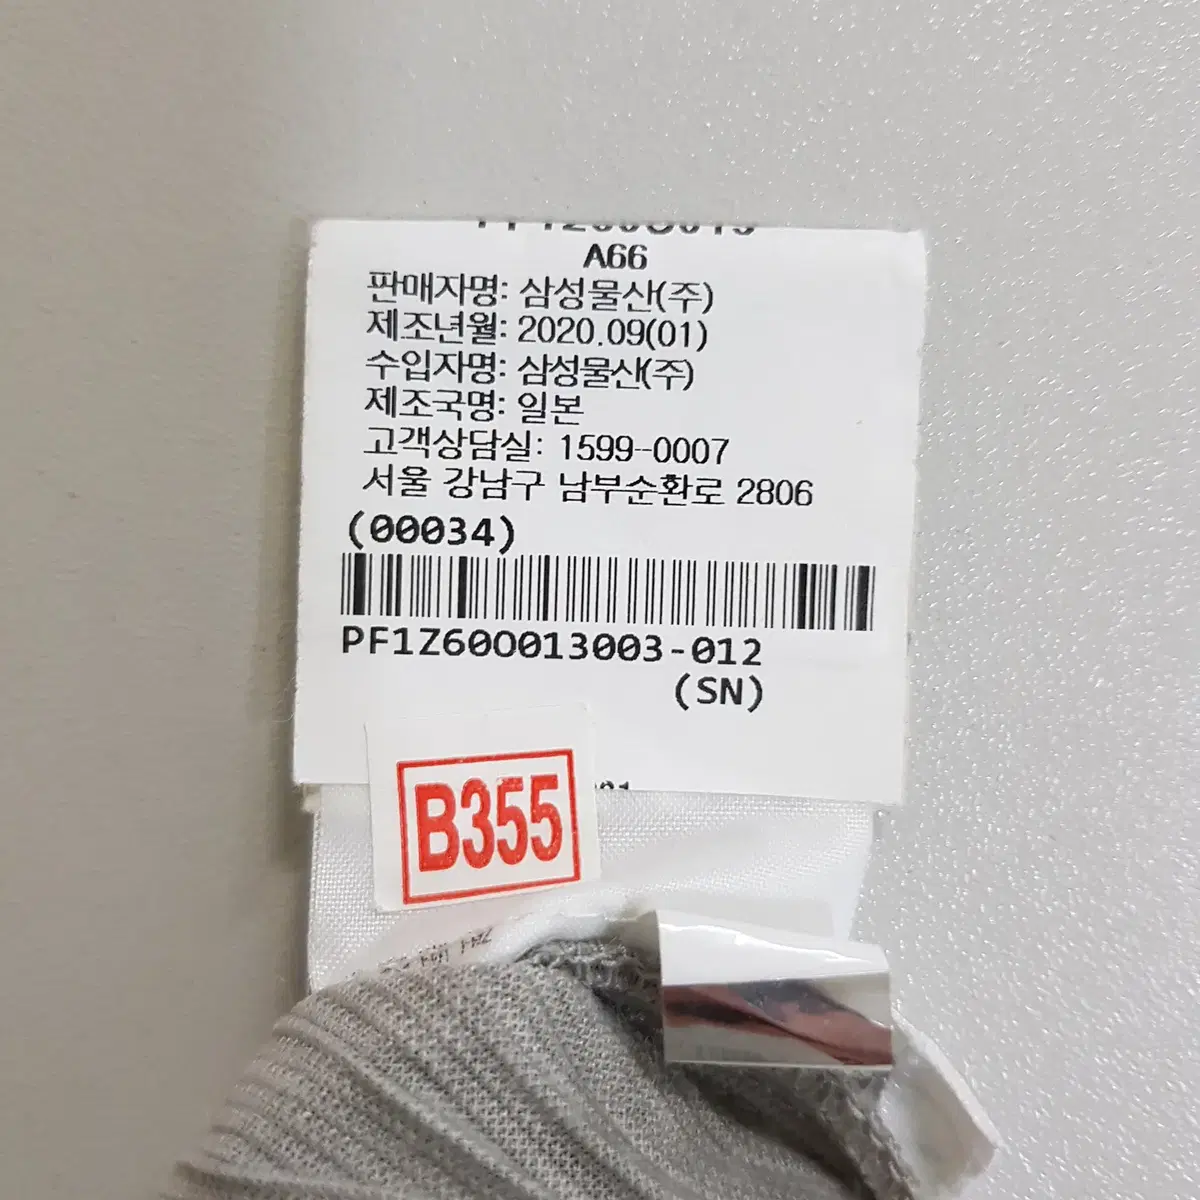 A66
판매자명: 삼성물산(주)
제조년월: 2020.09(01)
수입자명: 삼성물산(주)
제조국명: 일본
고객상담실: 1599-0007
서울 강남구 남부순환로 2806
(00034)
PF1Z60O013003-012
(SN)
B355